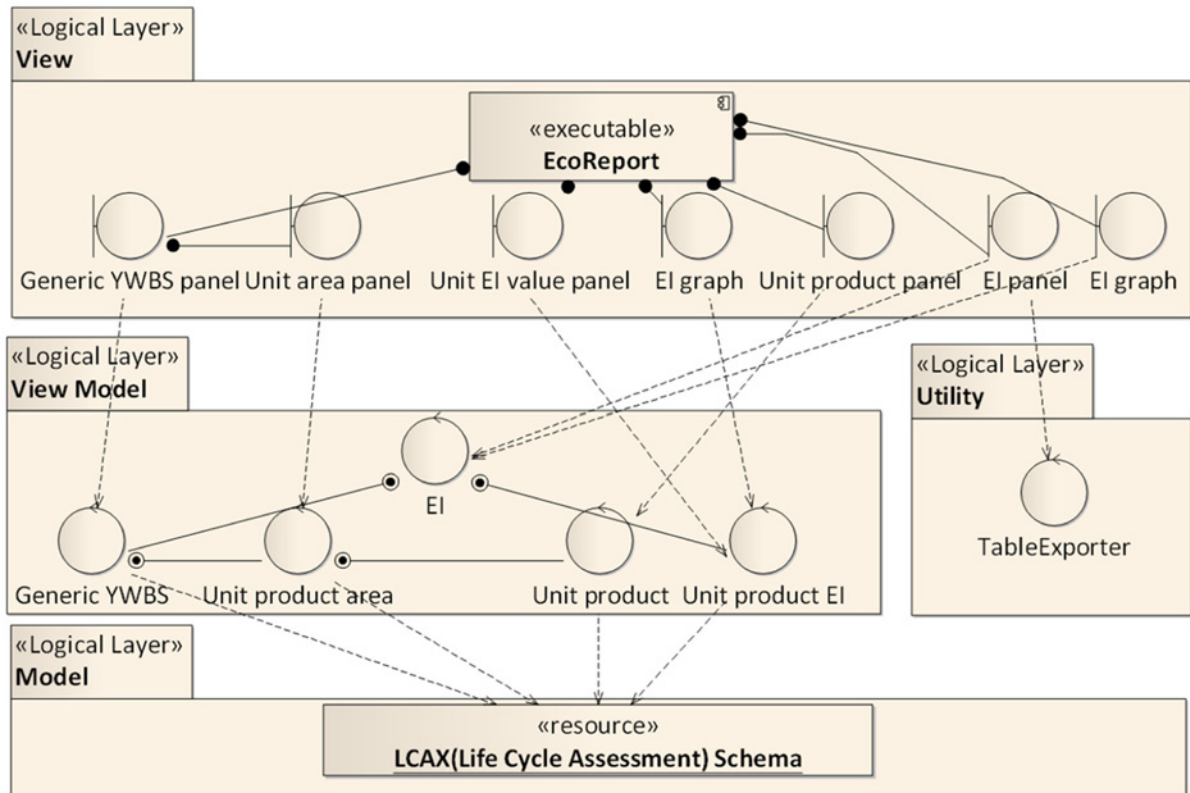 «Logical Layer»
View
«executable»
EcoReport
Generic YWBS panel
Unit area panel
Unit EI value panel
EI graph
Unit product panel
EI panel
EI graph
«Logical Layer»
View Model
«Logical Layer»
Utility
EI
TableExporter
Generic YWBS
Unit product area
Unit product
Unit product EI
«Logical Layer»
Model
«resource»
LCAX(Life Cycle Assessment) Schema